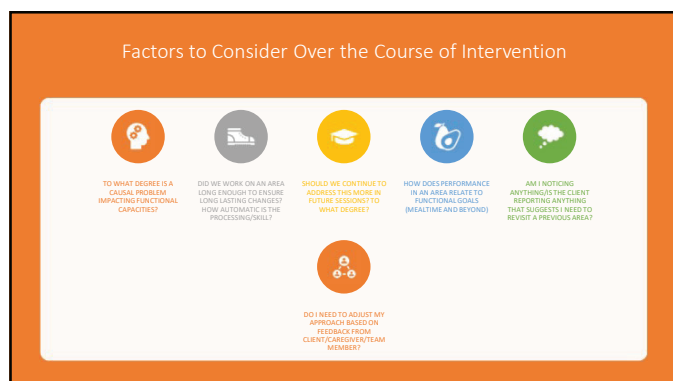 Factors to Consider Over the Course of Intervention
TO WHAT DEGREE IS A
CAUSAL PROBLEM
IMPACTING FUNCTIONAL
CAPACITIES?
DID WE WORK ON AN AREA
LONG ENOUGH TO ENSURE
LONG LASTING CHANGES?
HOW AUTOMATIC IS THE
PROCESSING/SKILL?
SHOULD WE CONTINUE TO
ADDRESS THIS MORE IN
FUTURE SESSIONS? TO
WHAT DEGREE?
HOW DOES PERFORMANCE
IN AN AREA RELATE TO
FUNCTIONAL GOALS
(MEALTIME AND BEYOND)
AM I NOTICING
ANYTHING/IS THE CLIENT
REPORTING ANYTHING
THAT SUGGESTS I NEED TO
REVISIT A PREVIOUS AREA?
DO I NEED TO ADJUST MY
APPROACH BASED ON
FEEDBACK FROM
CLIENT/CAREGIVER/TEAM
MEMBER?